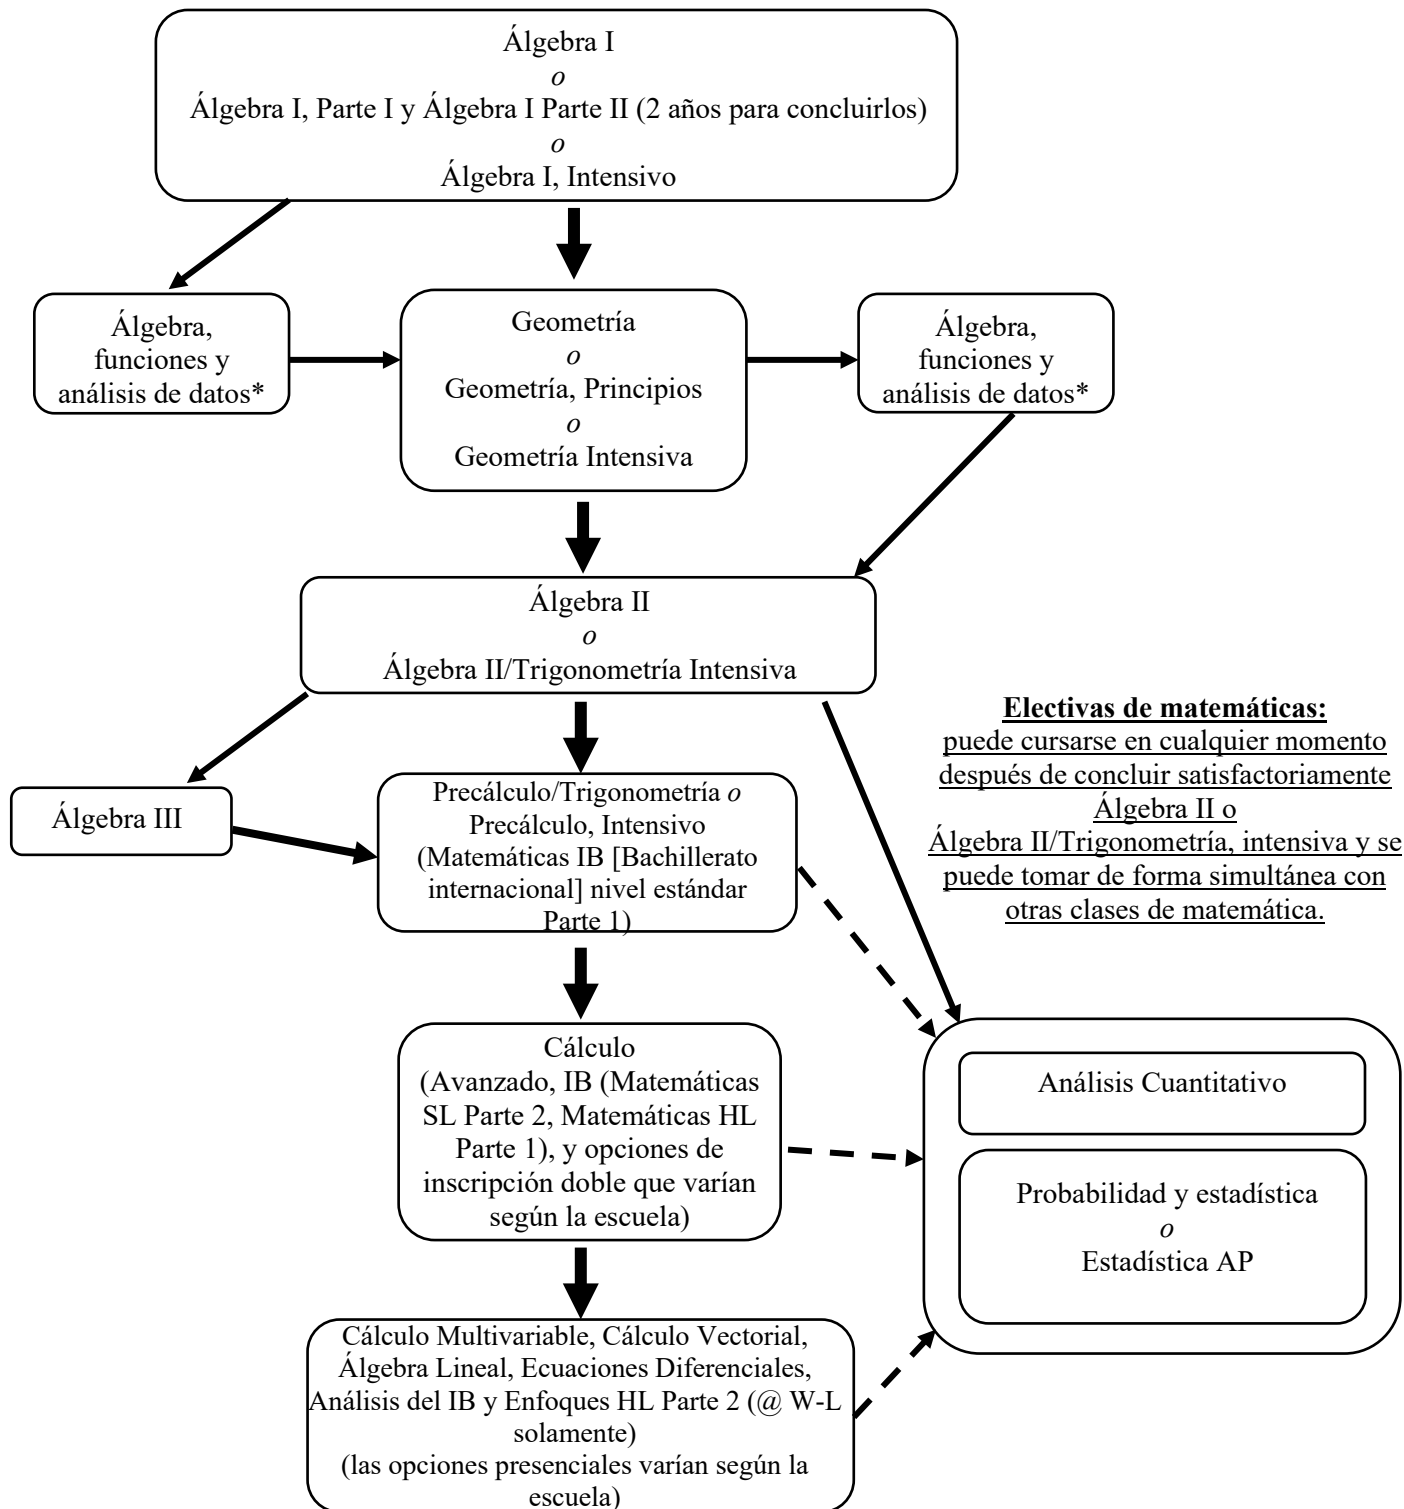 Álgebra I
o
Álgebra I, Parte I y Álgebra I Parte II (2 años para concluirlos)
o
Álgebra I, Intensivo
Álgebra,
funciones y
análisis de datos*
Geometría
o
Geometría, Principios
o
Geometría Intensiva
Álgebra,
funciones y
análisis de datos*
Álgebra II
o
Álgebra II/Trigonometría Intensiva
Electivas de matemáticas:
puede cursarse en cualquier momento
después de concluir satisfactoriamente
Álgebra II o
Álgebra II/Trigonometría, intensiva y se
puede tomar de forma simultánea con
otras clases de matemática.
Álgebra III
Precálculo/Trigonometría o
Precálculo, Intensivo
(Matemáticas IB [Bachillerato
internacional] nivel estándar
Parte 1)
Cálculo
(Avanzado, IB (Matemáticas
SL Parte 2, Matemáticas HL
Parte 1), y opciones de
inscripción doble que varían
según la escuela)
Análisis Cuantitativo
Probabilidad y estadística
o
Estadística AP
Cálculo Multivariable, Cálculo Vectorial,
Álgebra Lineal, Ecuaciones Diferenciales,
Análisis del IB y Enfoques HL Parte 2 (@ W-L
solamente)
(las opciones presenciales varían según la
escuela)